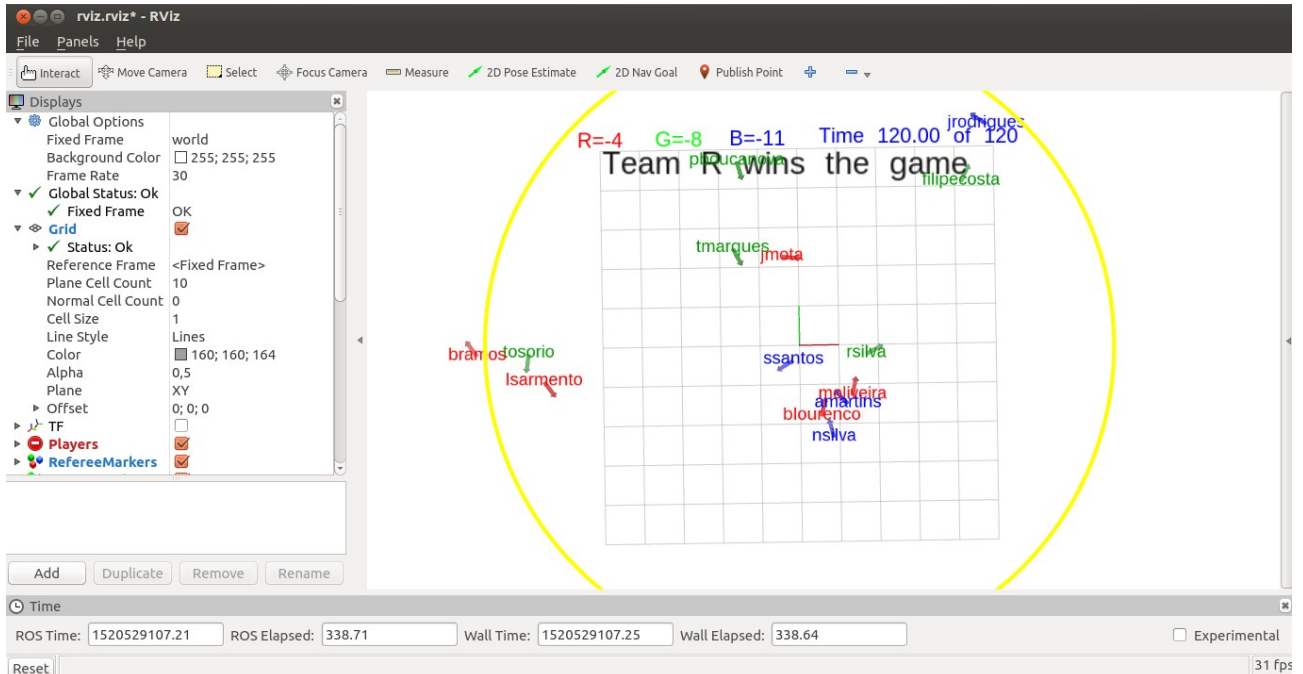 rviz.rviz* - RViz
File Panels Help
Interact Move Camera Select Focus Camera Measure 2D Pose Estimate 2D Nav Goal Publish Point
Displays
Global Options
Fixed Frame world
Background Color 255; 255; 255
Frame Rate 30
Global Status: Ok
Fixed Frame OK
Grid
Status: Ok
Reference Frame <Fixed Frame>
Plane Cell Count 10
Normal Cell Count 0
Cell Size 1
Line Style Lines
Color 160; 160; 164
Alpha 0,5
Plane XY
Offset 0; 0; 0
TF
Players
RefereeMarkers
Add Duplicate Remove Rename
jrodrigues
R=-4 G=-8 B=-11 Time 120.00 of 120
Team R wins the game
filipecosta
tmarques
jmota
bramos
tosorio
ssantos
rsilva
lsarmento
moliveira
amartins
blourenco
nsilva
Time
ROS Time: 1520529107.21 ROS Elapsed: 338.71 Wall Time: 1520529107.25 Wall Elapsed: 338.64 Experimental
Reset 31 fps